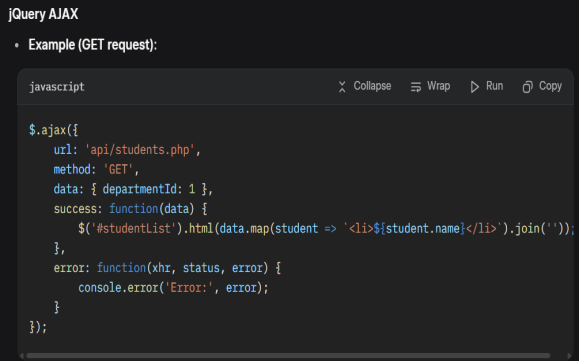 jQuery AJAX
• Example (GET request):
javascript Collapse Wrap Run Copy
$.ajax({
    url: 'api/students.php',
    method: 'GET',
    data: { departmentId: 1 },
    success: function(data) {
        $('#studentList').html(data.map(student => `<li>${student.name}</li>`).join(''));
    },
    error: function(xhr, status, error) {
        console.error('Error:', error);
    }
});